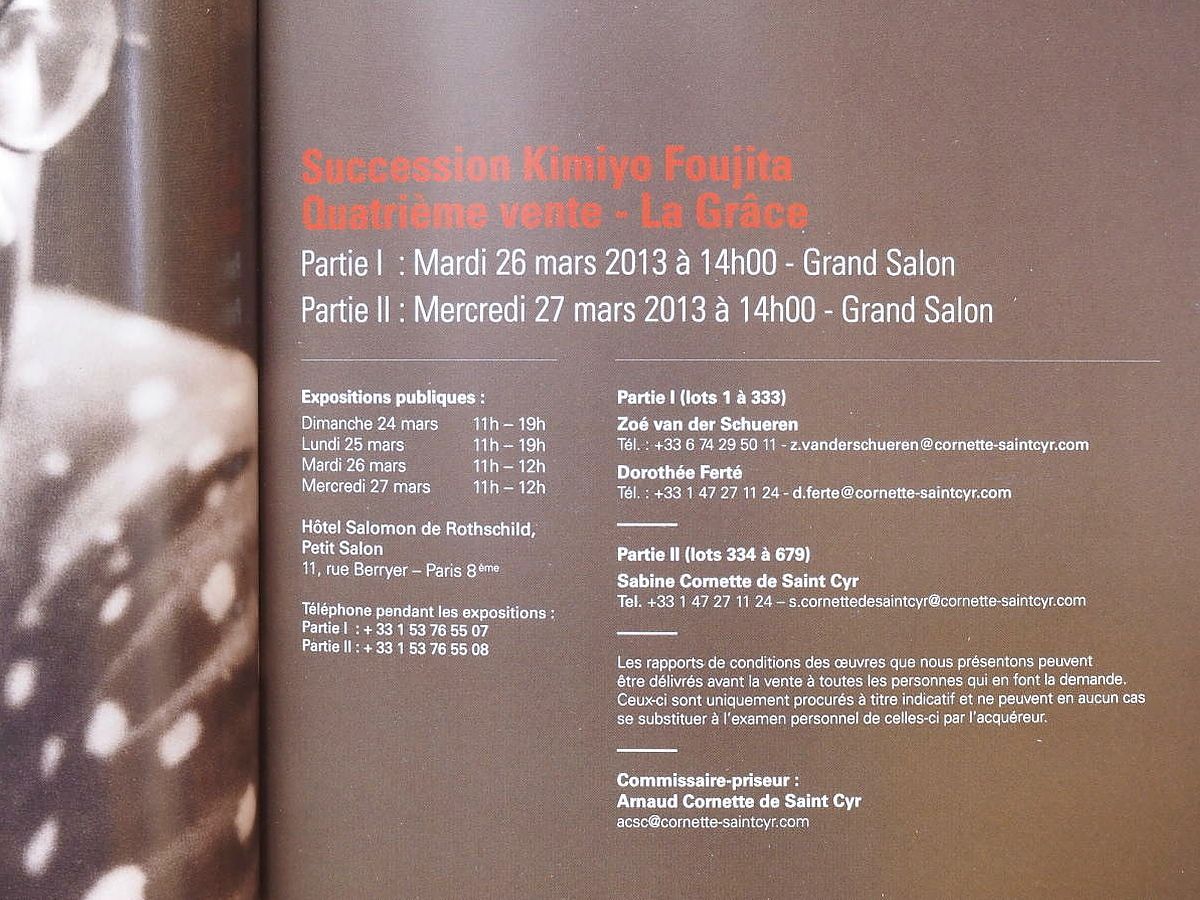 Succession Kimiyo Foujita
Quatrième vente - La Grâce
Partie I : Mardi 26 mars 2013 à 14h00 - Grand Salon
Partie II : Mercredi 27 mars 2013 à 14h00 - Grand Salon
Expositions publiques :
Dimanche 24 mars 11h – 19h
Lundi 25 mars 11h – 19h
Mardi 26 mars 11h – 12h
Mercredi 27 mars 11h – 12h
Hôtel Salomon de Rothschild,
Petit Salon
11, rue Berryer – Paris 8ème
Téléphone pendant les expositions :
Partie I : + 33 1 53 76 55 07
Partie II : + 33 1 53 76 55 08
Partie I (lots 1 à 333)
Zoé van der Schueren
Tél. : +33 6 74 29 50 11 - z.vanderschueren@cornette-saintcyr.com
Dorothée Ferté
Tél. : +33 1 47 27 11 24 - d.ferte@cornette-saintcyr.com
Partie II (lots 334 à 679)
Sabine Cornette de Saint Cyr
Tel. +33 1 47 27 11 24 – s.cornettedesaintcyr@cornette-saintcyr.com
Les rapports de conditions des œuvres que nous présentons peuvent
être délivrés avant la vente à toutes les personnes qui en font la demande.
Ceux-ci sont uniquement procurés à titre indicatif et ne peuvent en aucun cas
se substituer à l'examen personnel de celles-ci par l'acquéreur.
Commissaire-priseur :
Arnaud Cornette de Saint Cyr
acsc@cornette-saintcyr.com